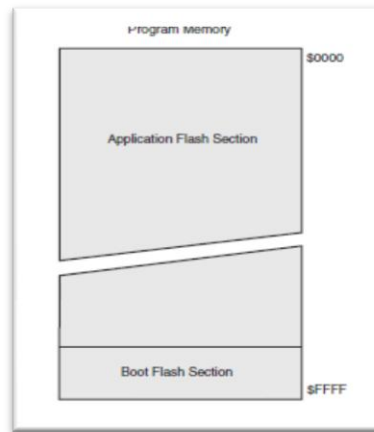 Program Memory
$0000
Application Flash Section
Boot Flash Section
$FFFF